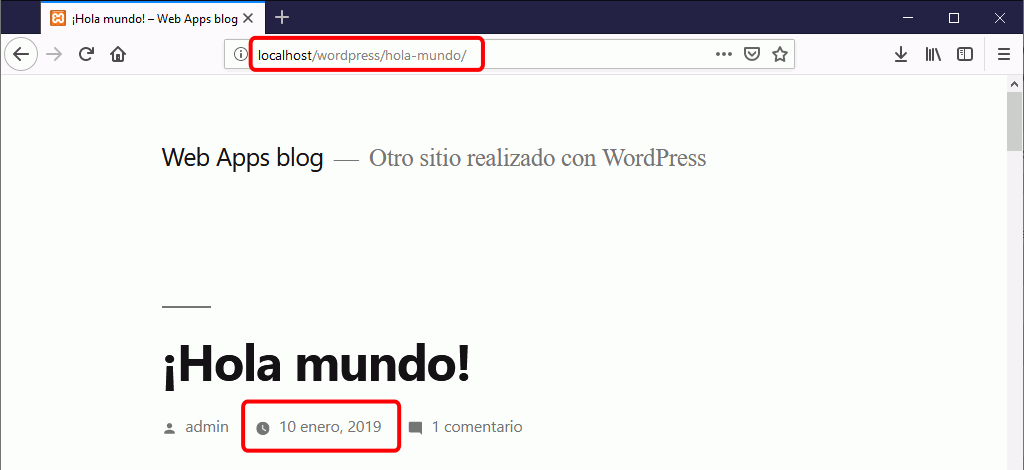 ¡Hola mundo! – Web Apps blog
localhost/wordpress/hola-mundo/
Web Apps blog — Otro sitio realizado con WordPress
¡Hola mundo!
admin 10 enero, 2019 1 comentario